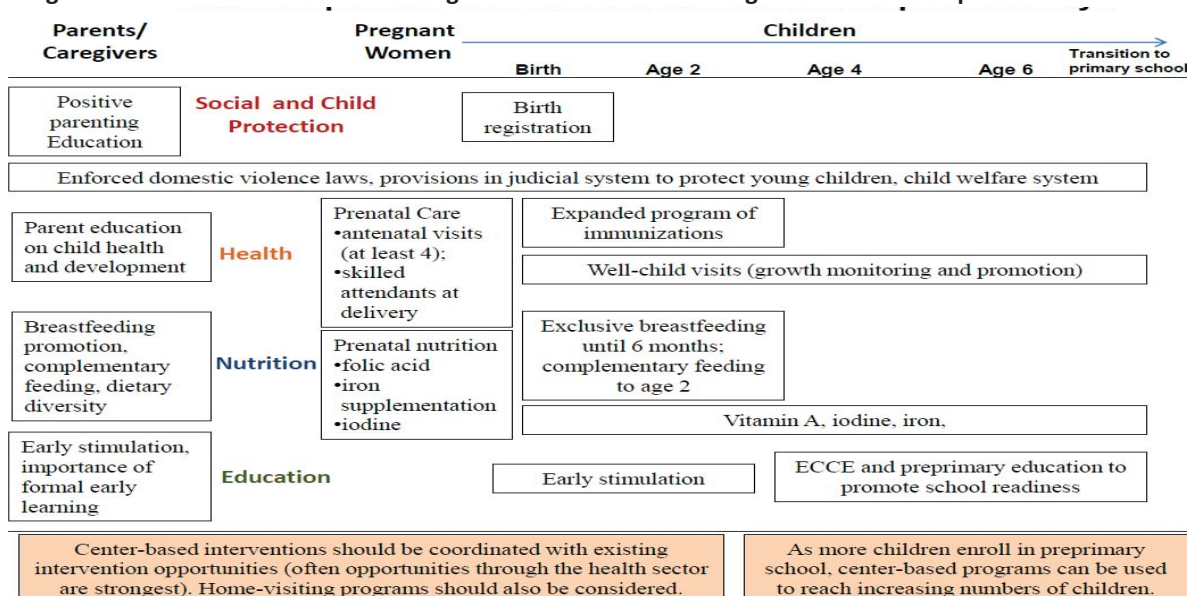 Parents/
Caregivers
Pregnant
Women
Children
Birth
Age 2
Age 4
Age 6
Transition to
primary school
Positive
parenting
Education
Social and Child
Protection
Birth
registration
Enforced domestic violence laws, provisions in judicial system to protect young children, child welfare system
Parent education
on child health
and development
Health
Prenatal Care
•antenatal visits
(at least 4);
•skilled
attendants at
delivery
Expanded program of
immunizations
Well-child visits (growth monitoring and promotion)
Breastfeeding
promotion,
complementary
feeding, dietary
diversity
Nutrition
Prenatal nutrition
•folic acid
•iron
supplementation
•iodine
Exclusive breastfeeding
until 6 months;
complementary feeding
to age 2
Vitamin A, iodine, iron,
Early stimulation,
importance of
formal early
learning
Education
Early stimulation
ECCE and preprimary education to
promote school readiness
Center-based interventions should be coordinated with existing
intervention opportunities (often opportunities through the health sector
are strongest). Home-visiting programs should also be considered.
As more children enroll in preprimary
school, center-based programs can be used
to reach increasing numbers of children.